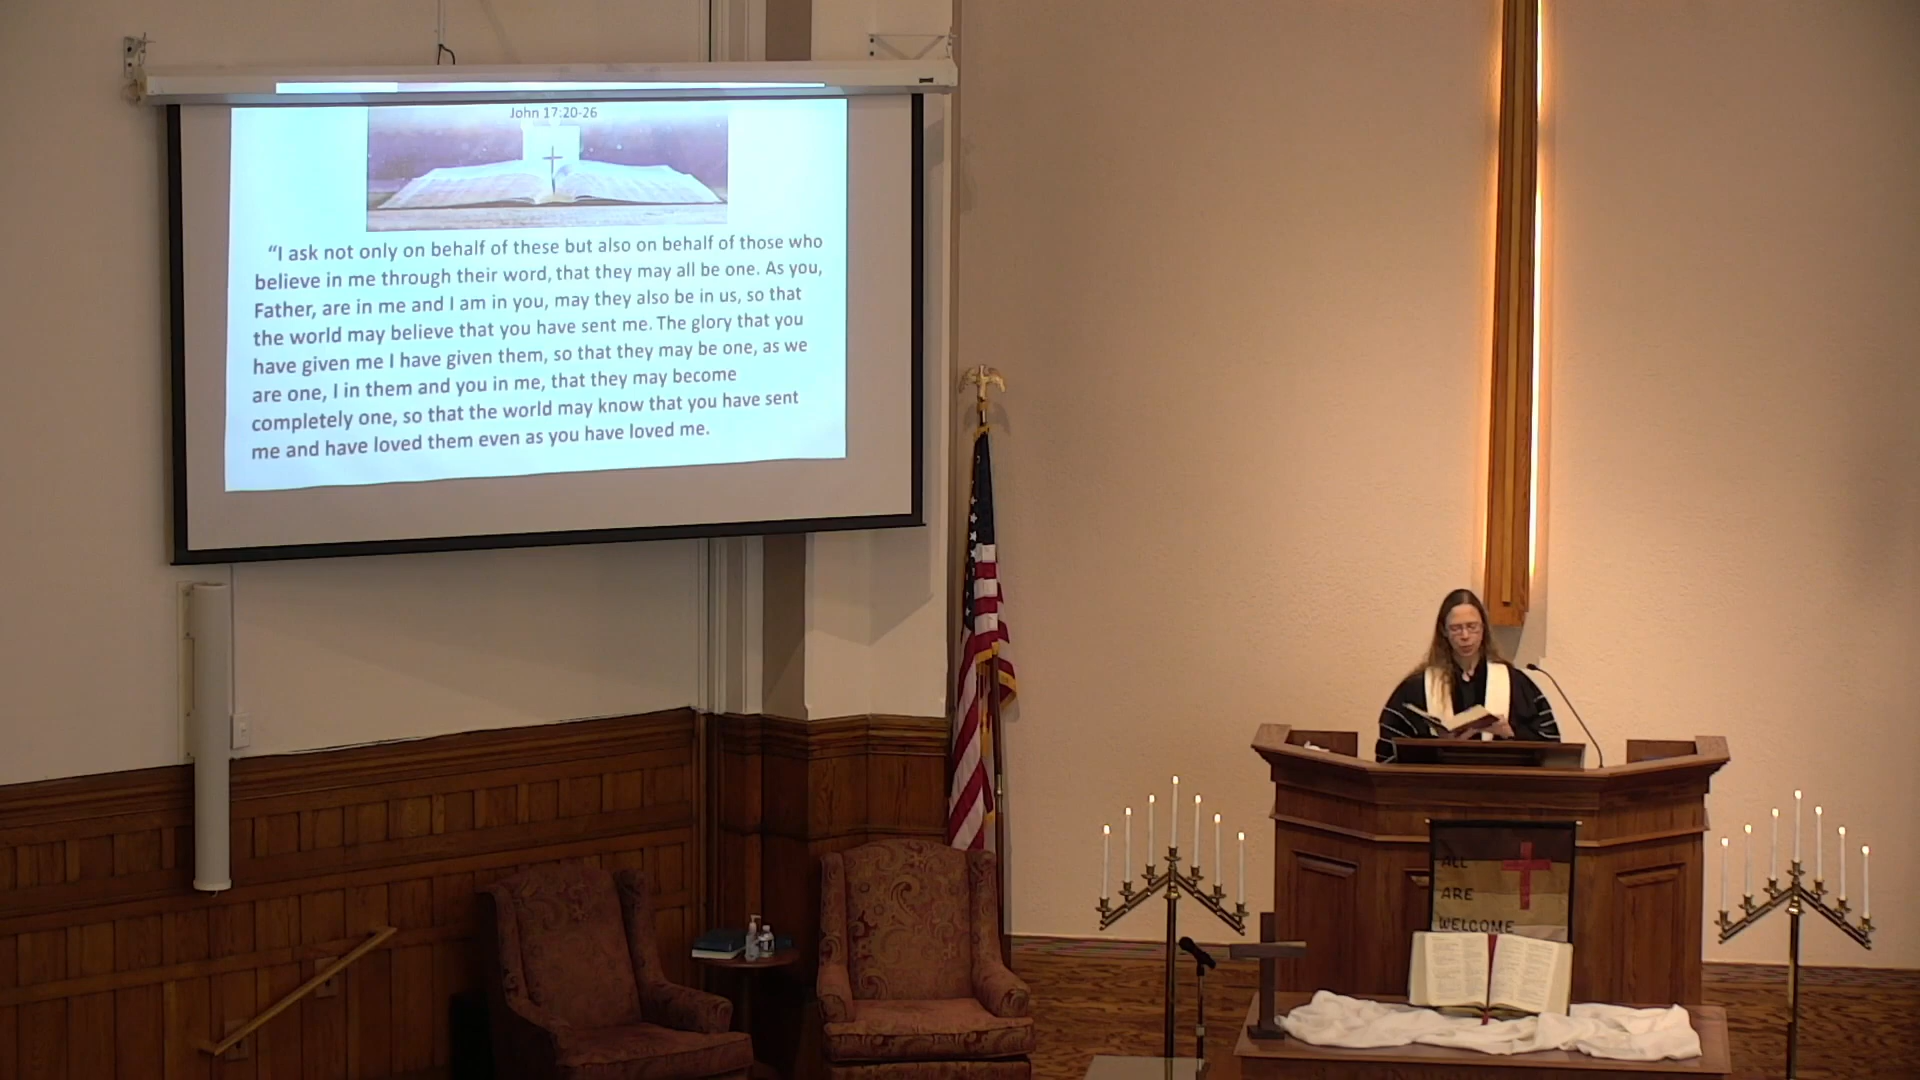 John 17:20-26
“I ask not only on behalf of these but also on behalf of those who
believe in me through their word, that they may all be one. As you,
Father, are in me and I am in you, may they also be in us, so that
the world may believe that you have sent me. The glory that you
have given me I have given them, so that they may be one, as we
are one, I in them and you in me, that they may become
completely one, so that the world may know that you have sent
me and have loved them even as you have loved me.
ALL
ARE
WELCOME